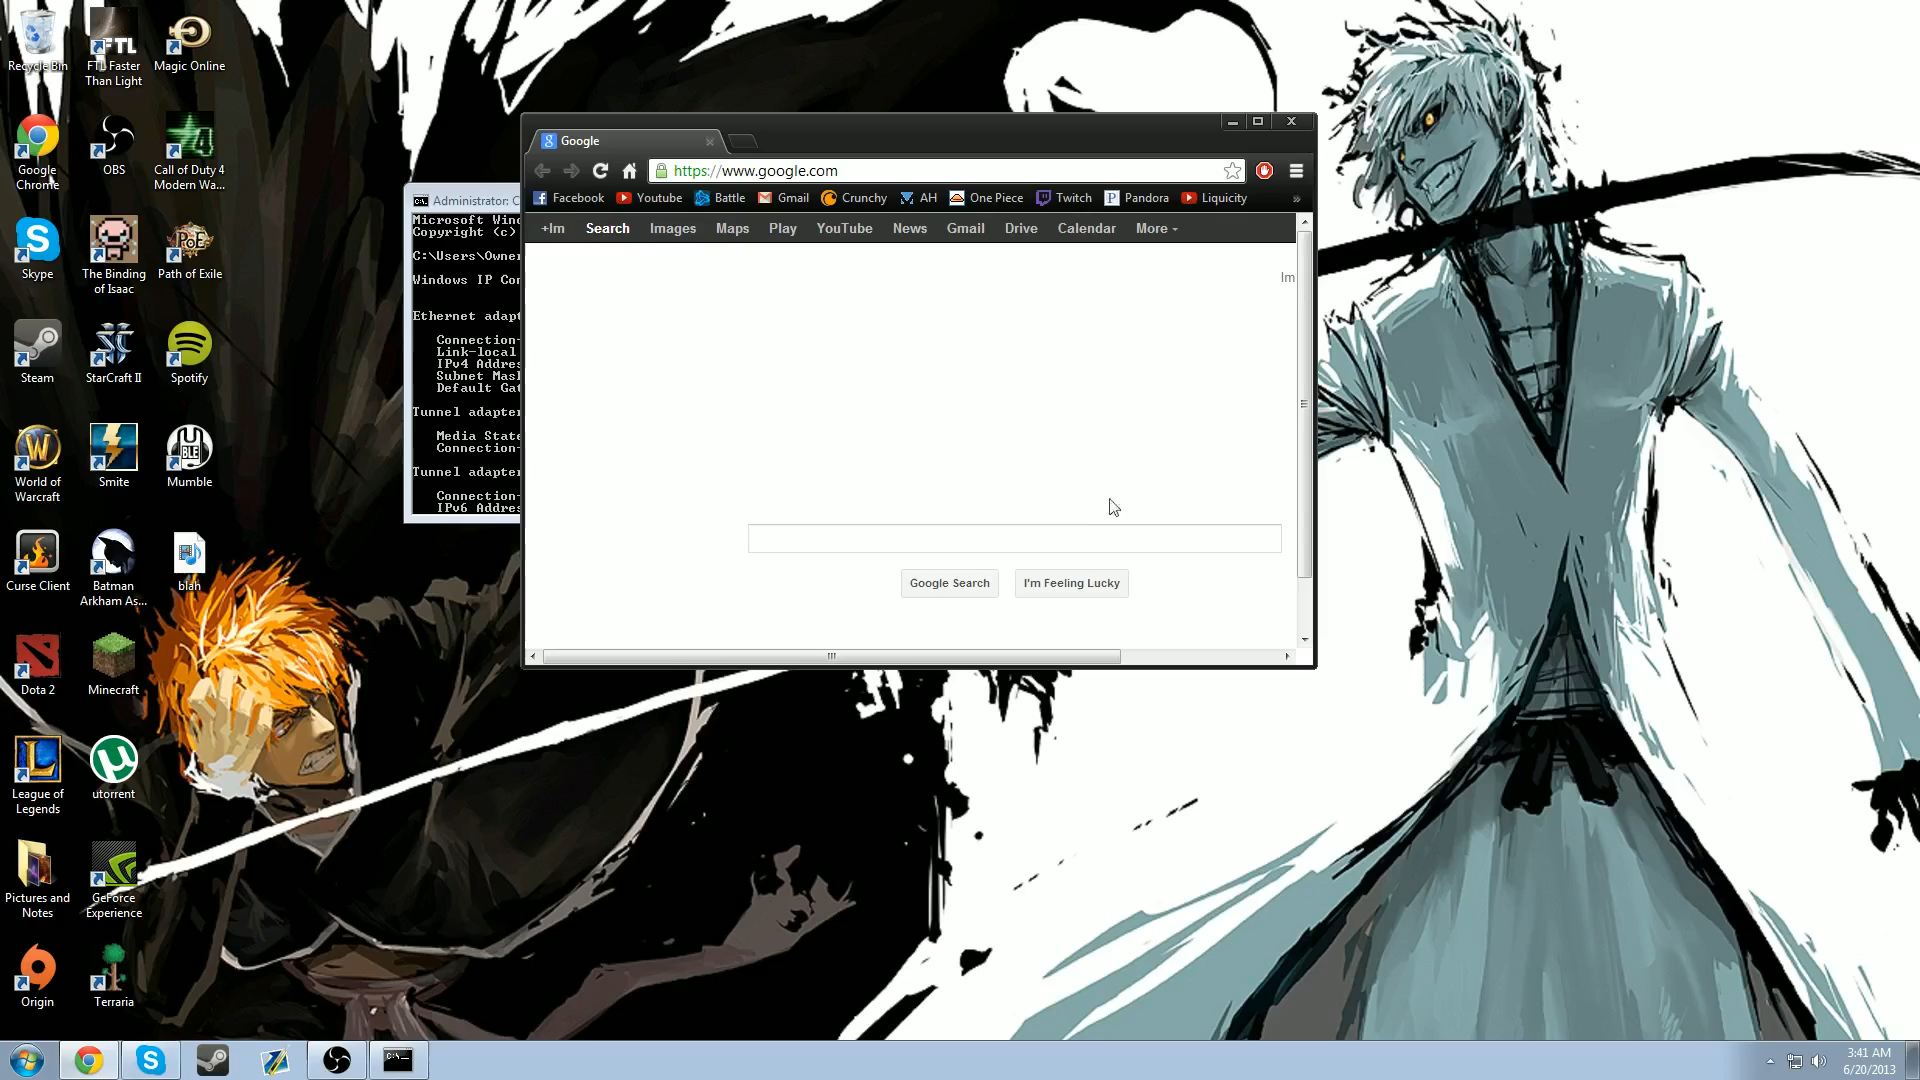 Recycle Bin
FTL Faster
Than Light
Magic Online
Google
Chrome
OBS
Call of Duty 4
Modern Wa...
Skype
The Binding
of Isaac
Path of Exile
Steam
StarCraft II
Spotify
World of
Warcraft
Smite
Mumble
Curse Client
Batman
Arkham As...
blah
Dota 2
Minecraft
League of
Legends
utorrent
Pictures and
Notes
GeForce
Experience
Origin
Terraria
Administrator: C
Microsoft Wind
Copyright (c)
C:\Users\Owner
Windows IP Con
Ethernet adapt
Connection-
Link-local
IPv4 Addres
Subnet Mas
Default Gat
Tunnel adapter
Media State
Connection-
Tunnel adapter
Connection-
IPv6 Addres
Google
https://www.google.com
Facebook Youtube Battle Gmail Crunchy AH One Piece Twitch Pandora Liquicity »
+Im Search Images Maps Play YouTube News Gmail Drive Calendar More
Im
Google Search I'm Feeling Lucky
3:41 AM
6/20/2013